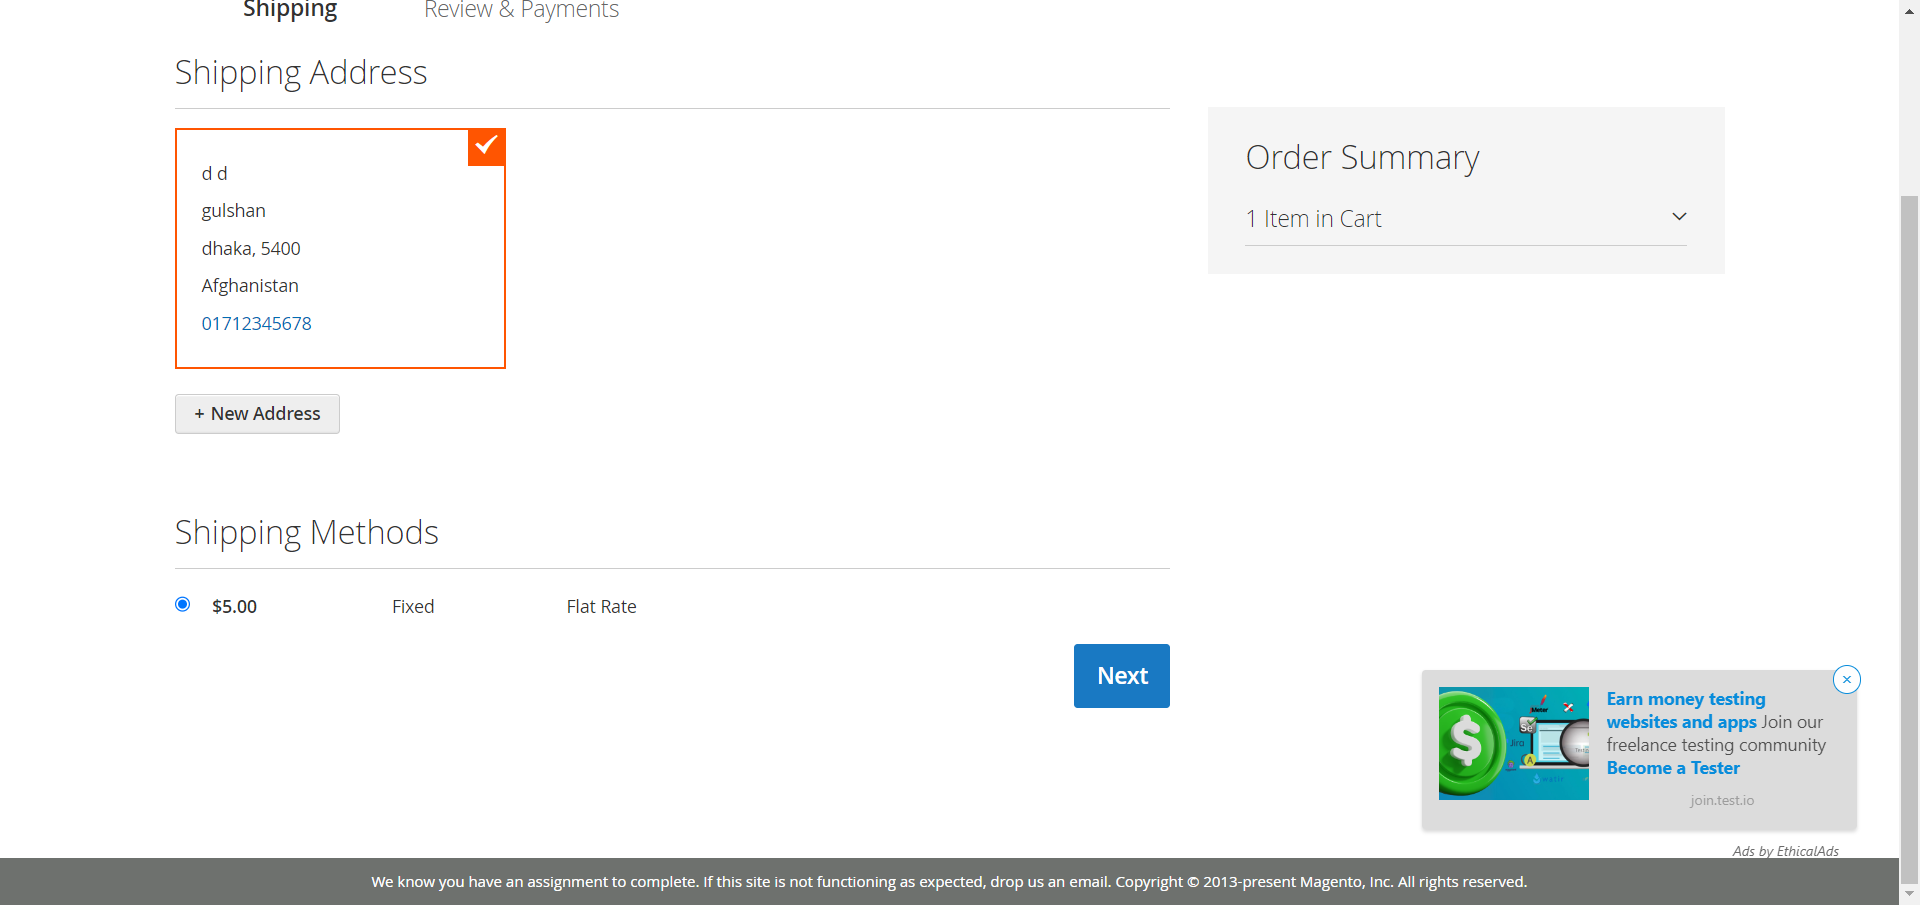 Shipping
Review & Payments
Shipping Address
d d
gulshan
dhaka, 5400
Afghanistan
01712345678
+ New Address
Order Summary
1 Item in Cart
Shipping Methods
$5.00 Fixed Flat Rate
Next
Earn money testing
websites and apps Join our
freelance testing community
Become a Tester
join.test.io
Ads by EthicalAds
We know you have an assignment to complete. If this site is not functioning as expected, drop us an email. Copyright © 2013-present Magento, Inc. All rights reserved.